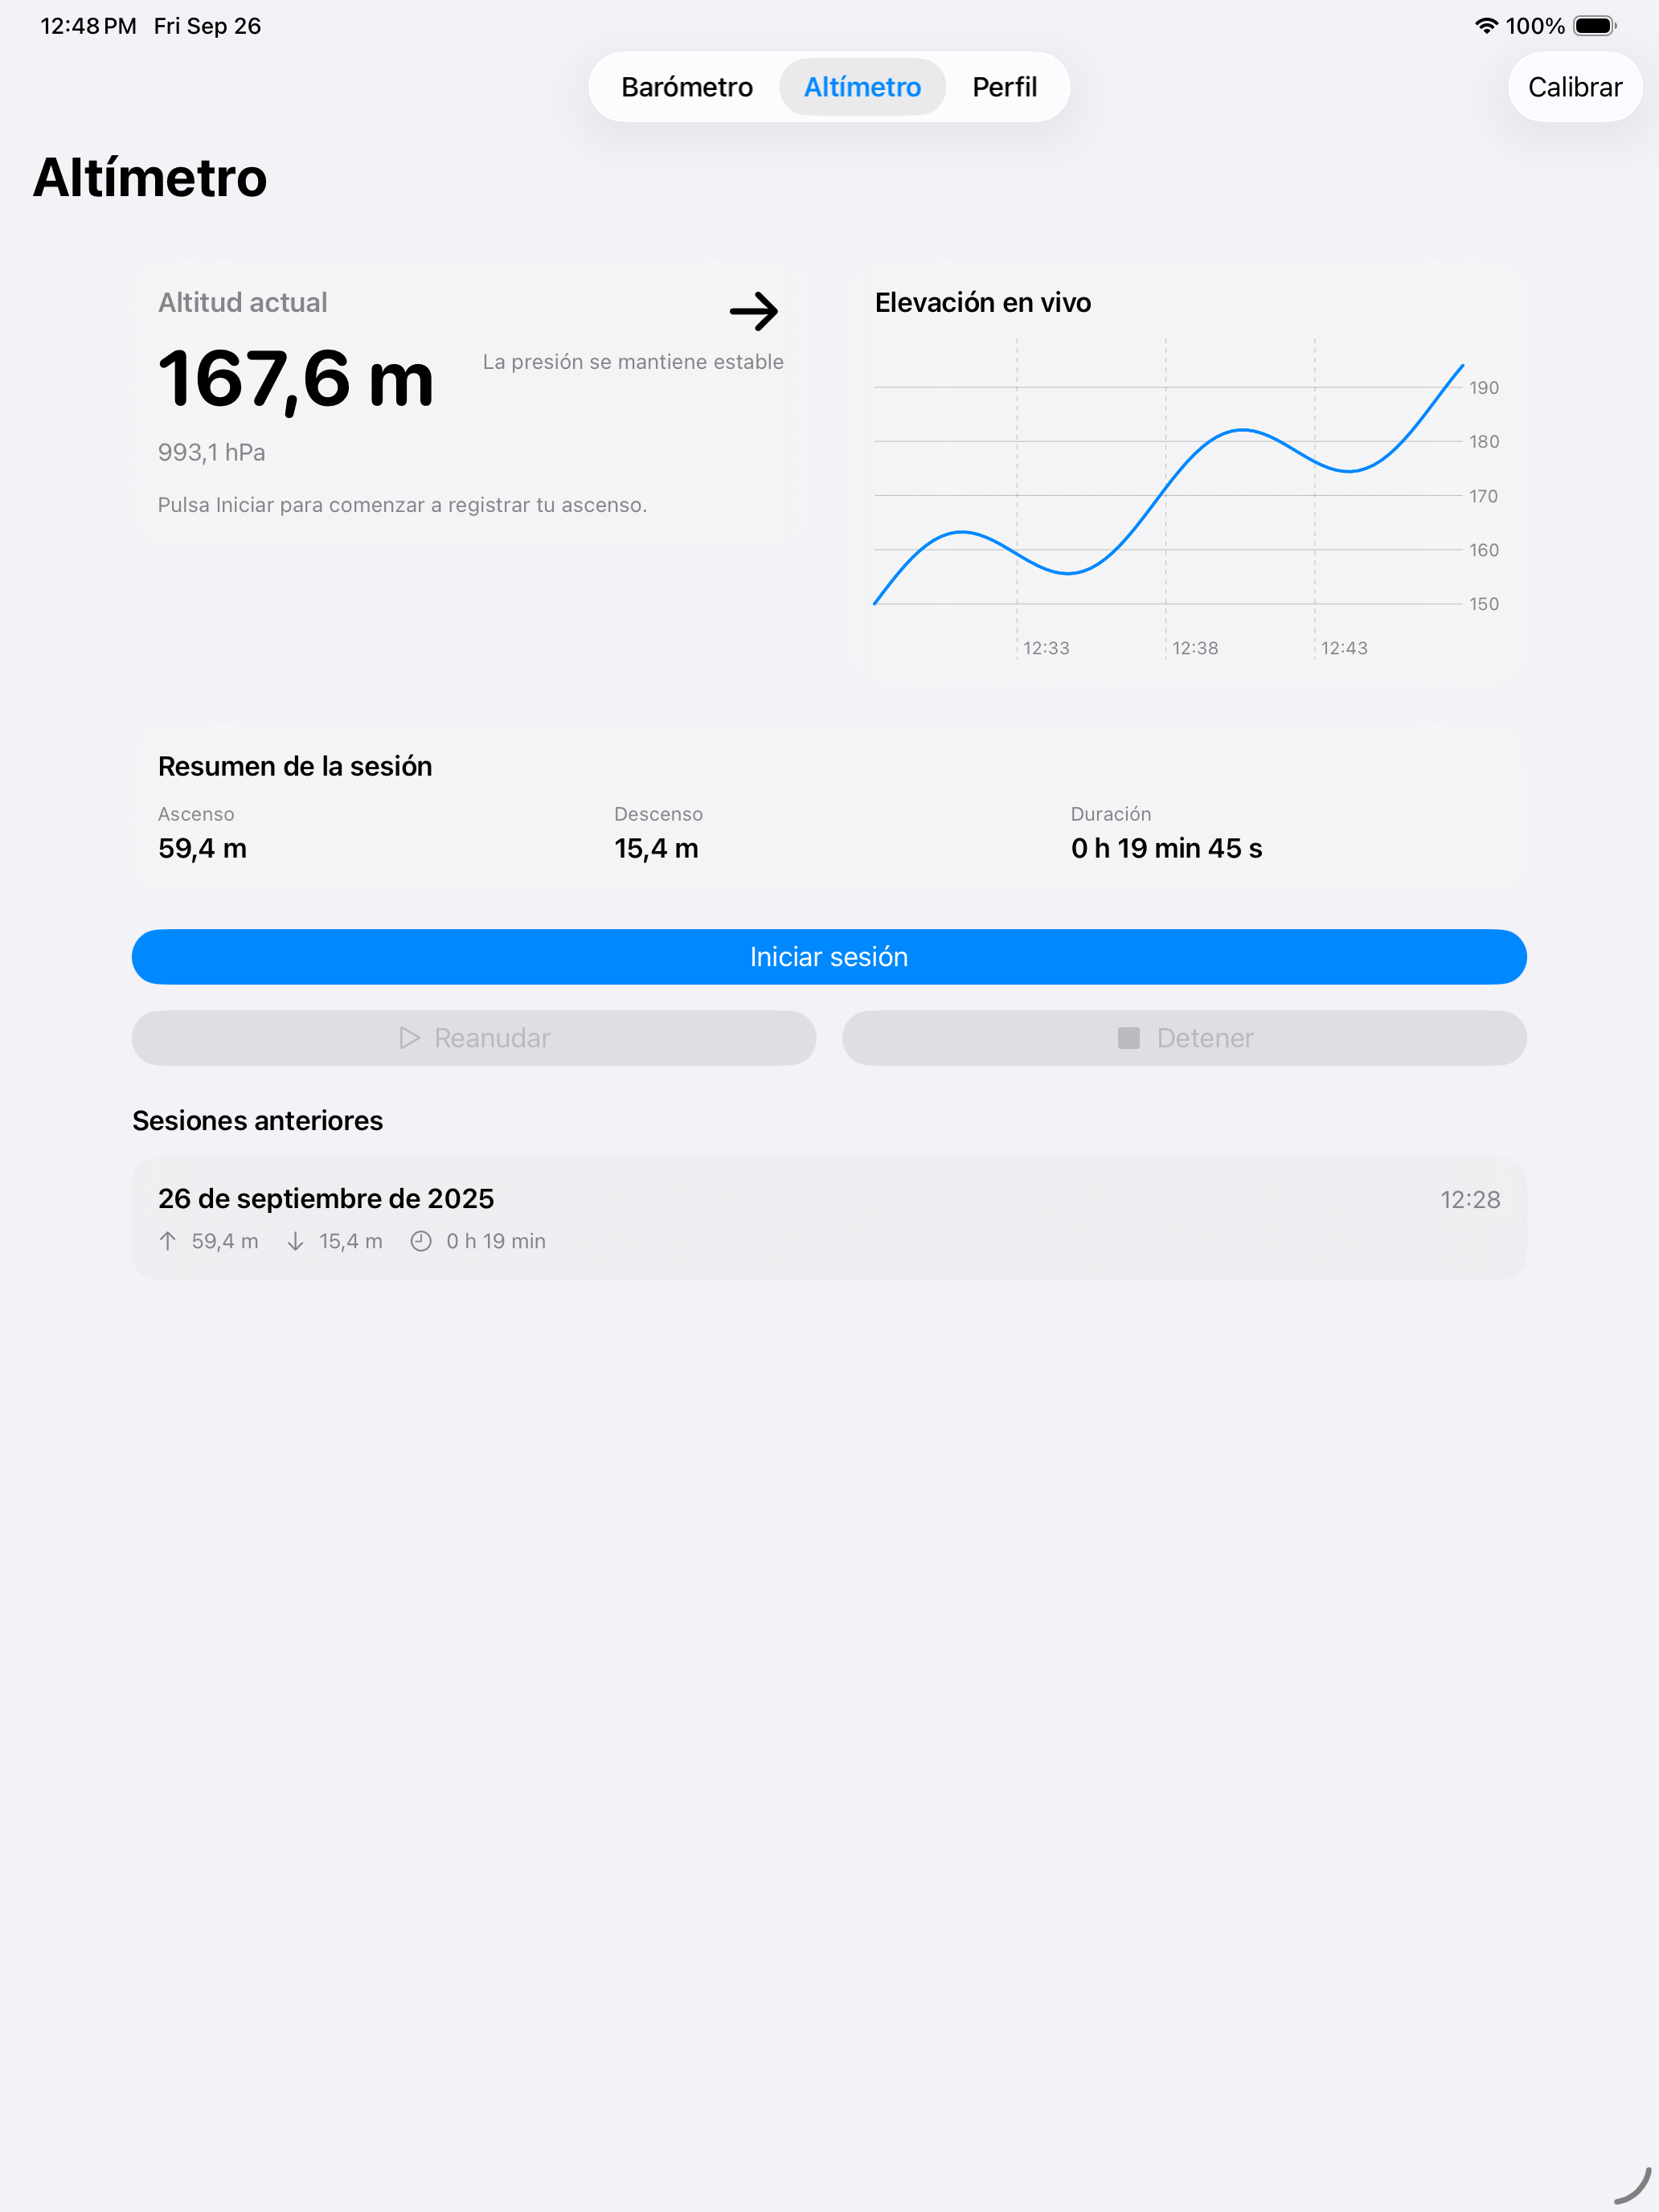 12:48 PM Fri Sep 26
100%
Barómetro Altímetro Perfil
Calibrar
Altímetro
Altitud actual
167,6 m
La presión se mantiene estable
993,1 hPa
Pulsa Iniciar para comenzar a registrar tu ascenso.
Elevación en vivo
190
180
170
160
150
12:33 12:38 12:43
Resumen de la sesión
Ascenso Descenso Duración
59,4 m 15,4 m 0 h 19 min 45 s
Iniciar sesión
Reanudar Detener
Sesiones anteriores
26 de septiembre de 2025 12:28
59,4 m 15,4 m 0 h 19 min